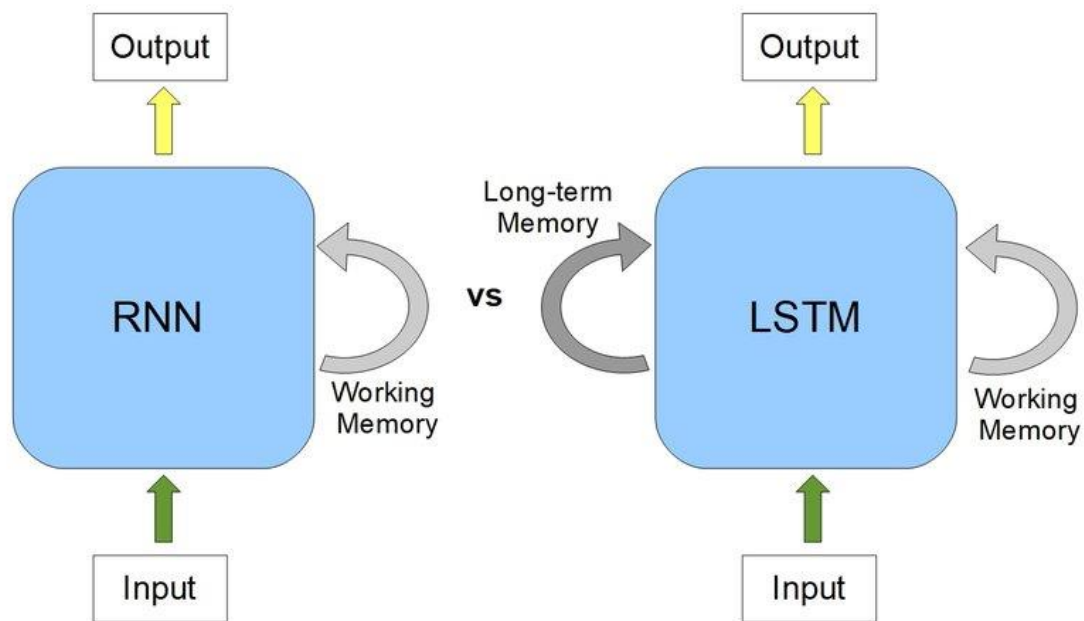 Output
RNN
Working
Memory
Input
vs
Output
Long-term
Memory
LSTM
Working
Memory
Input